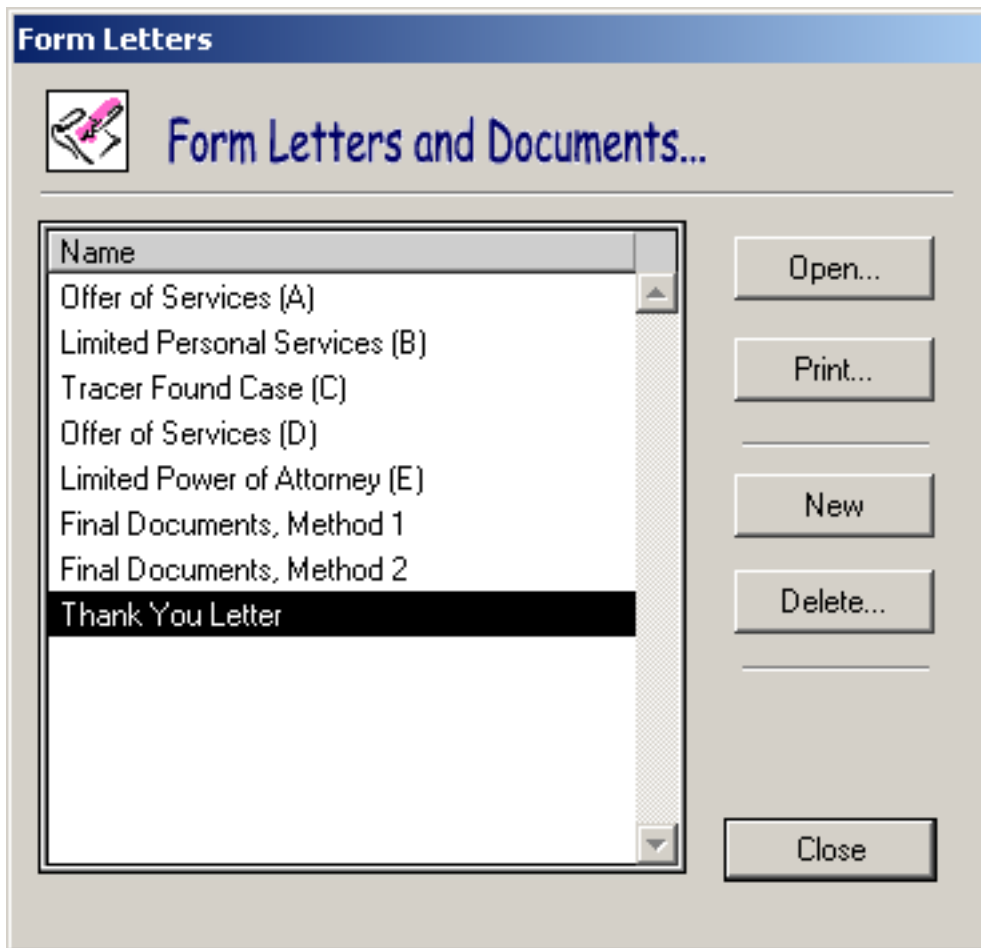 Form Letters
Form Letters and Documents...
Name
Offer of Services (A)
Limited Personal Services (B)
Tracer Found Case (C)
Offer of Services (D)
Limited Power of Attorney (E)
Final Documents, Method 1
Final Documents, Method 2
Thank You Letter
Open...
Print...
New
Delete...
Close